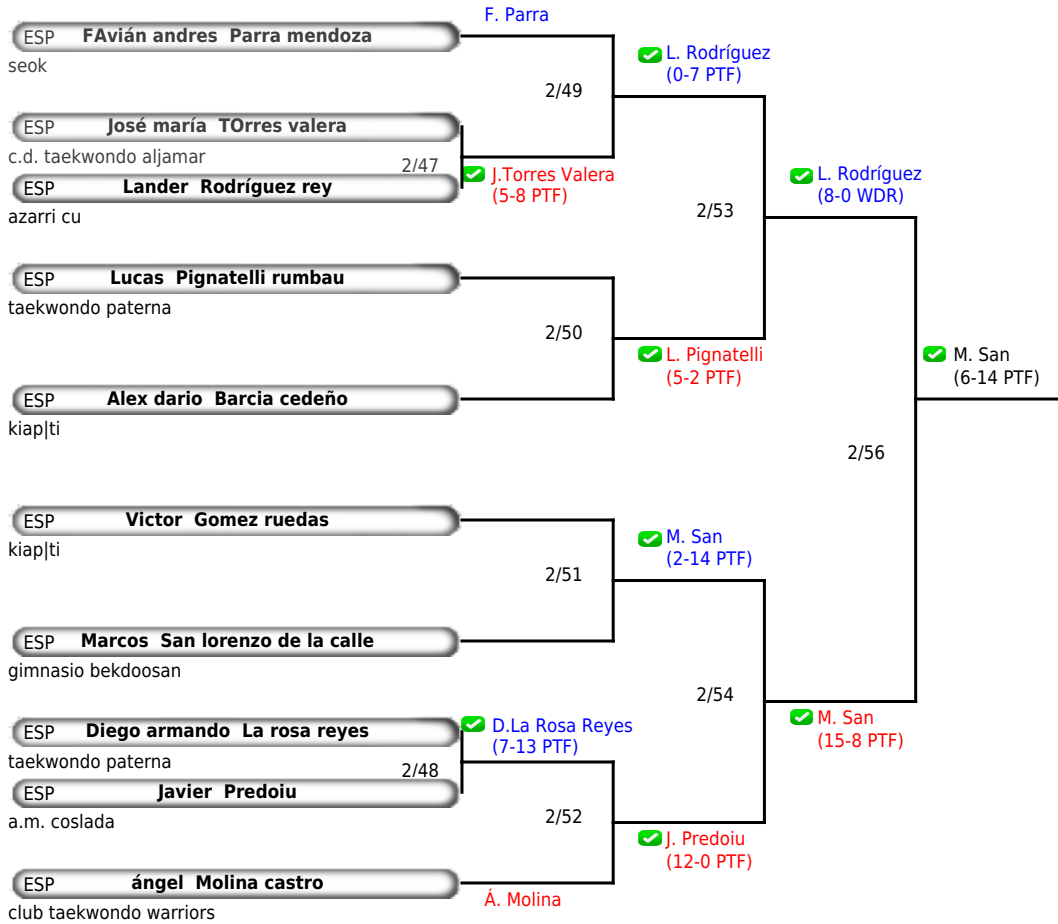 F. Parra
ESP FAvián andres Parra mendoza
seok
L. Rodríguez
(0-7 PTF)
2/49
ESP José maría TOrres valera
c.d. taekwondo aljamar
2/47
J.Torres Valera
(5-8 PTF)
ESP Lander Rodríguez rey
azarri cu
L. Rodríguez
(8-0 WDR)
2/53
ESP Lucas Pignatelli rumbau
taekwondo paterna
2/50
L. Pignatelli
(5-2 PTF)
M. San
(6-14 PTF)
ESP Alex dario Barcia cedeño
kiap|ti
2/56
ESP Victor Gomez ruedas
kiap|ti
M. San
(2-14 PTF)
2/51
ESP Marcos San lorenzo de la calle
gimnasio bekdoosan
2/54
M. San
(15-8 PTF)
ESP Diego armando La rosa reyes
taekwondo paterna
D.La Rosa Reyes
(7-13 PTF)
2/48
ESP Javier Predoiu
a.m. coslada
2/52
J. Predoiu
(12-0 PTF)
ESP ángel Molina castro
club taekwondo warriors
Á. Molina